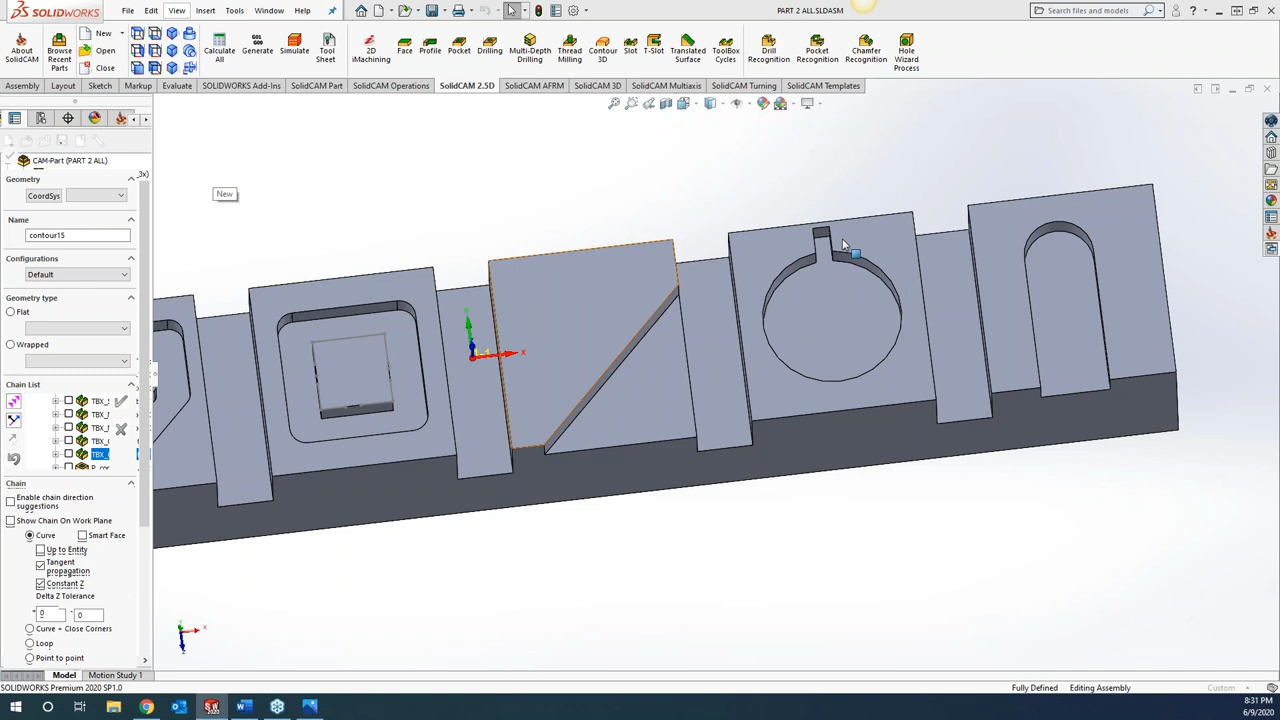 SOLIDWORKS
File Edit View Insert Tools Window Help
PART 2 ALL.SLDASM
Search files and models
About SolidCAM
Browse Recent Parts
New
Open
Close
Calculate All
Generate
Simulate
Tool Sheet
2D iMachining
Face
Profile
Pocket
Drilling
Multi-Depth Drilling
Thread Milling
Contour 3D
Slot
T-Slot
Translated Surface
ToolBox Cycles
Drill Recognition
Pocket Recognition
Chamfer Recognition
Hole Wizard Process
Assembly Layout Sketch Markup Evaluate SOLIDWORKS Add-Ins SolidCAM Part SolidCAM Operations SolidCAM 2.5D SolidCAM AFRM SolidCAM 3D SolidCAM Multiaxis SolidCAM Turning SolidCAM Templates
CAM-Part (PART 2 ALL)
Geometry
CoordSys
Name
contour15
Configurations
Default
Geometry type
Flat
Wrapped
Chain List
Chain
Enable chain direction suggestions
Show Chain On Work Plane
Curve Smart Face
Up to Entity
Tangent propagation
Constant Z
Delta Z Tolerance
+ 0 - 0
Curve + Close Corners
Loop
Point to point
New
Model Motion Study 1
SOLIDWORKS Premium 2020 SP1.0
Fully Defined Editing Assembly Custom
8:31 PM
6/9/2020